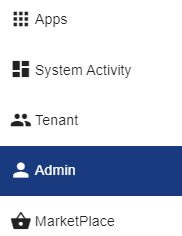 Apps
System Activity
Tenant
Admin
MarketPlace